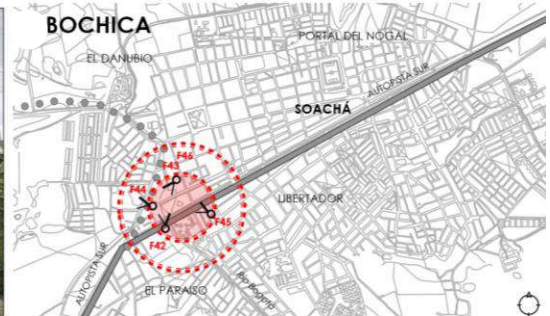 BOCHICA
PORTAL DEL NOGAL
EL DANUBIO
AUTOPISTA SUR
SOACHÁ
F46
F43
F44
LIBERTADOR
F45
F42
AUTOPISTA SUR
EL PARAISO
Rio Bogotá